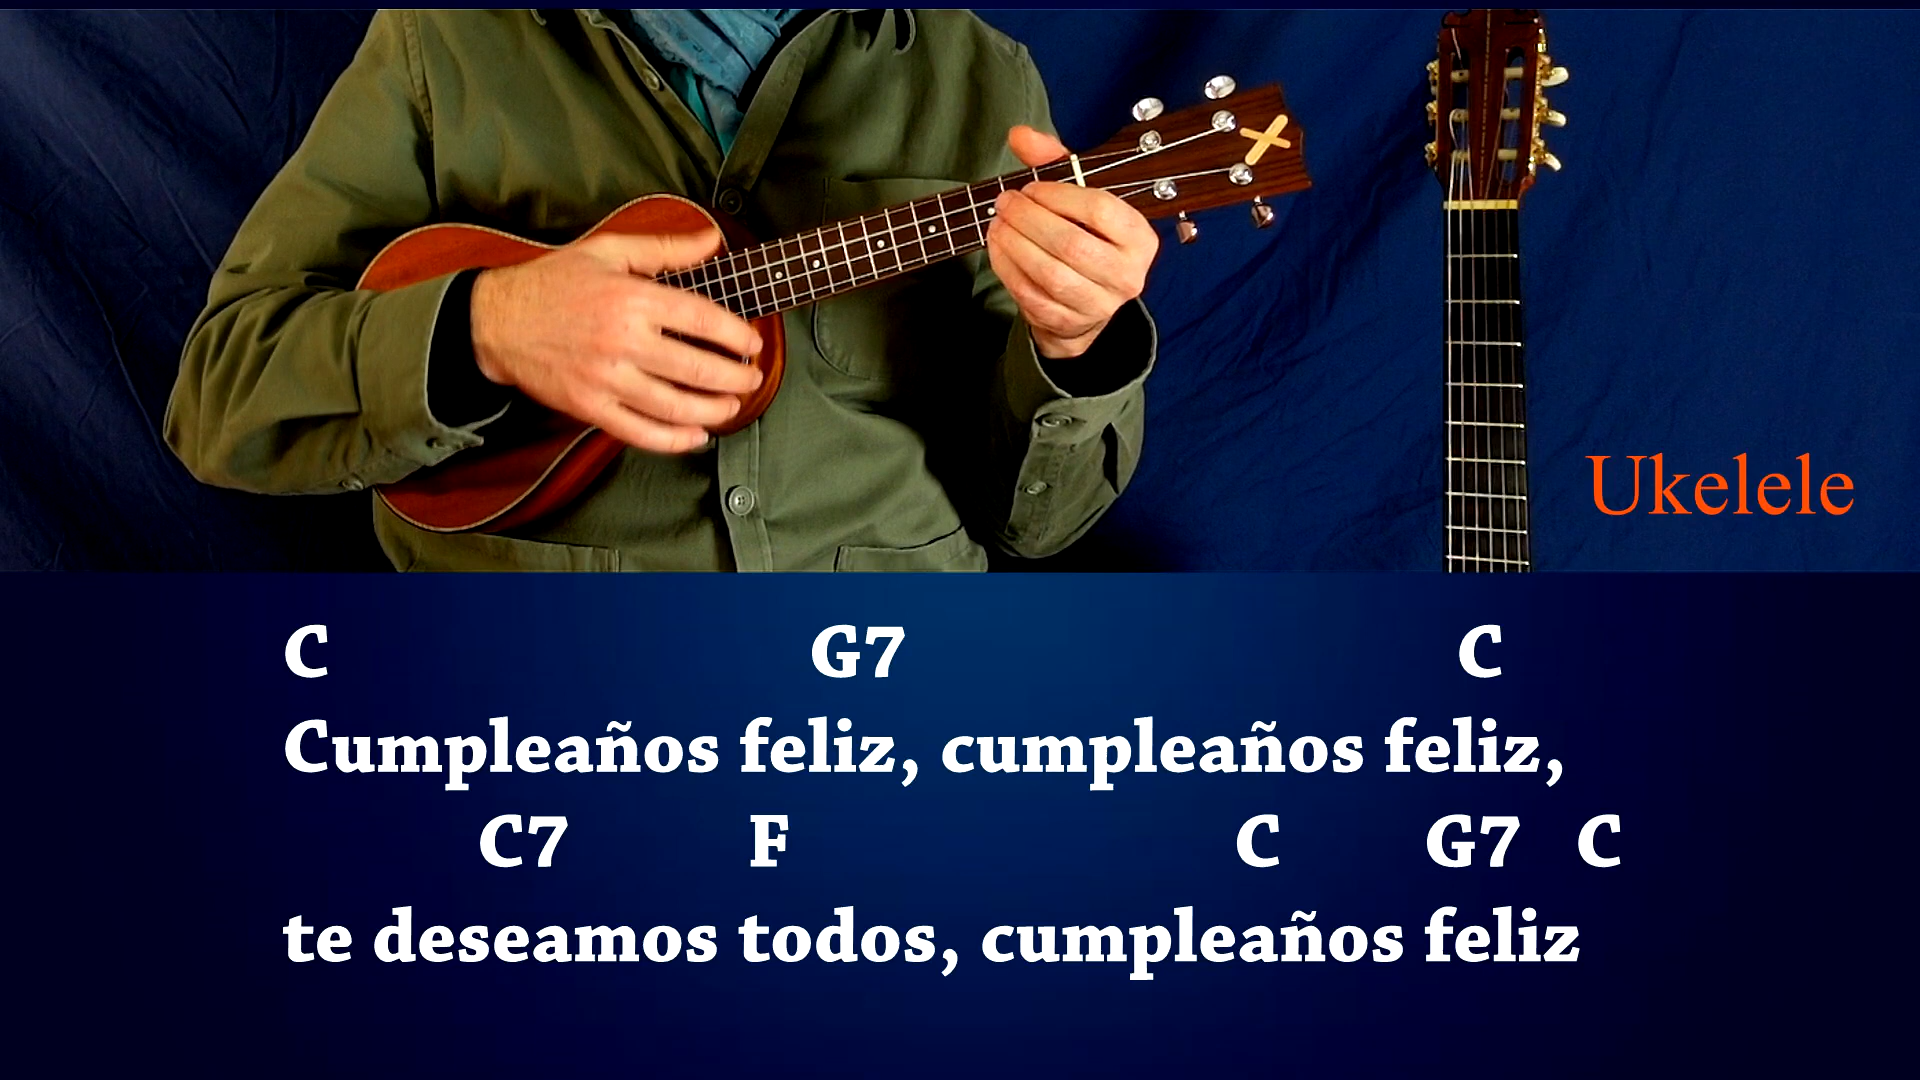 Ukelele
C G7 C
Cumpleaños feliz, cumpleaños feliz,
C7 F C G7 C
te deseamos todos, cumpleaños feliz